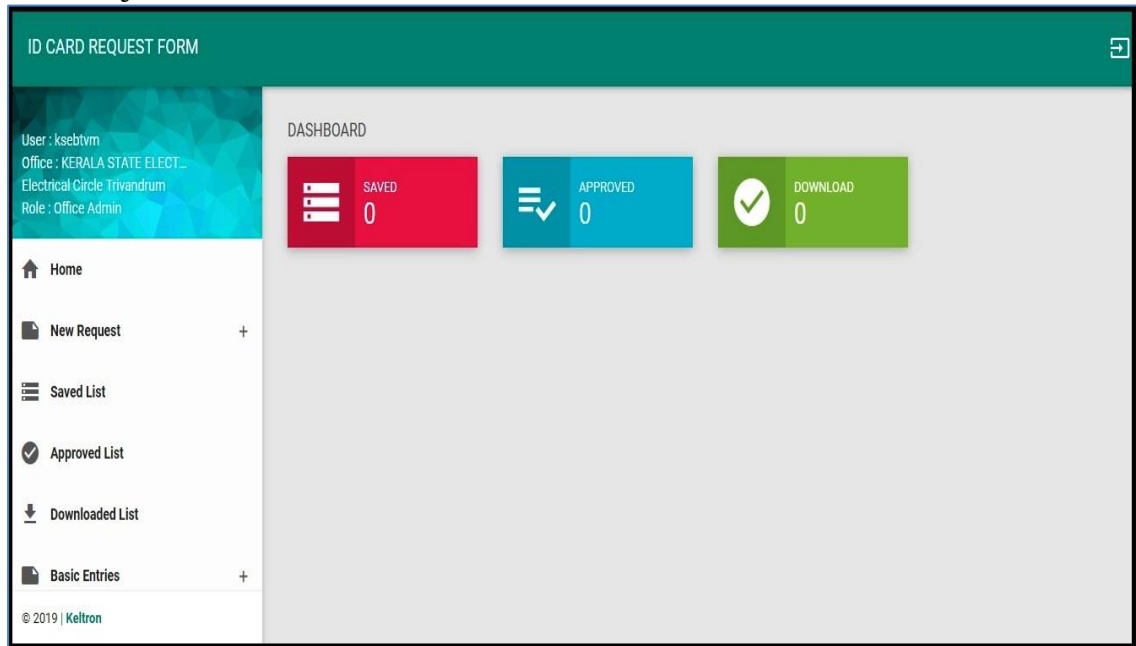 ID CARD REQUEST FORM
User : ksebtvm
Office : KERALA STATE ELECT...
Electrical Circle Trivandrum
Role : Office Admin
Home
New Request +
Saved List
Approved List
Downloaded List
Basic Entries +
© 2019 | Keltron
DASHBOARD
SAVED
0
APPROVED
0
DOWNLOAD
0